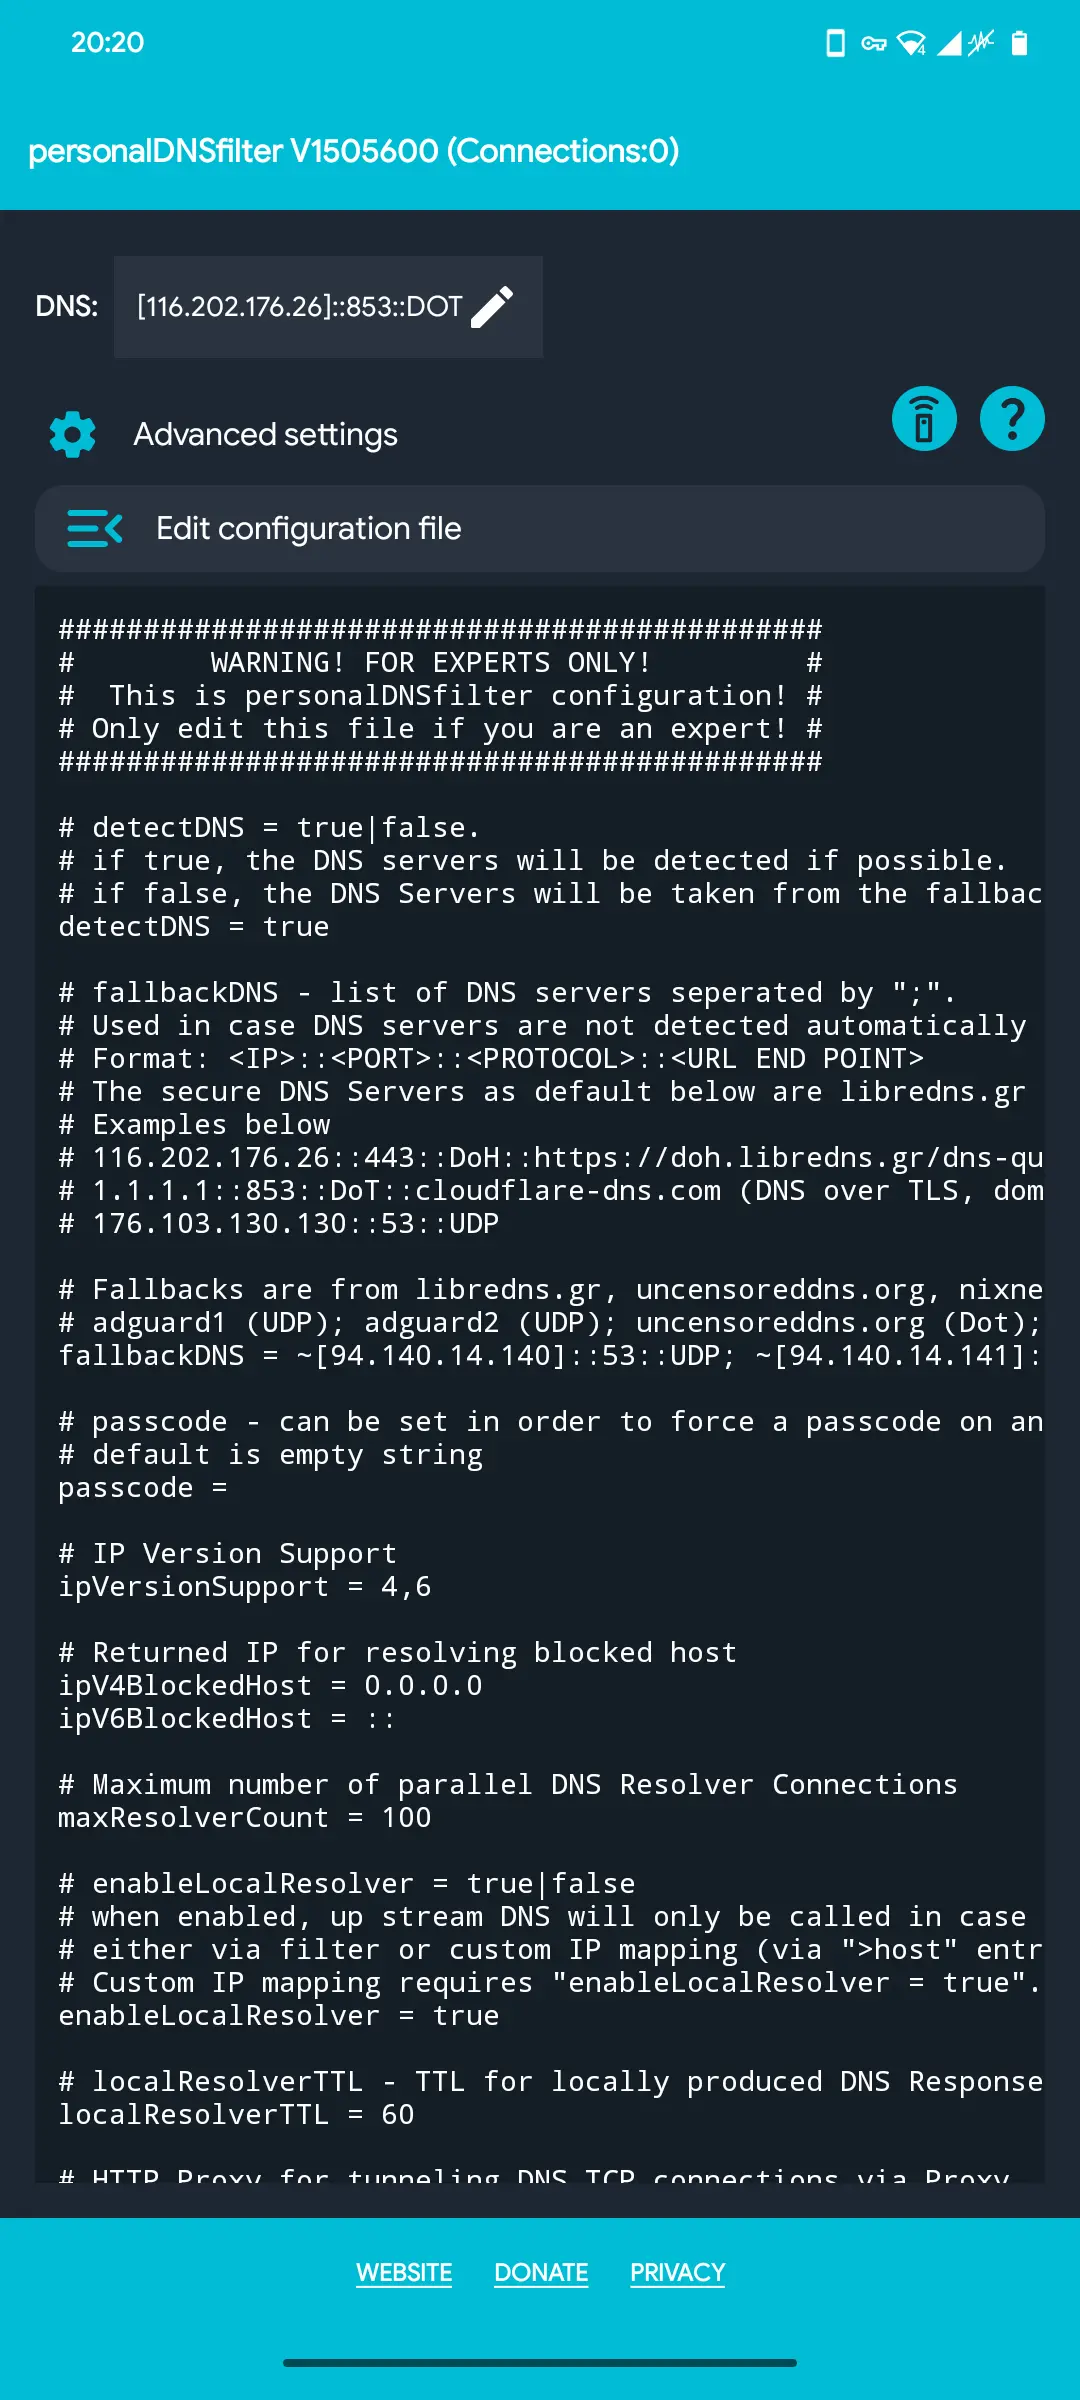 20:20
personalDNSfilter V1505600 (Connections:0)
DNS: [116.202.176.26]::853::DOT
Advanced settings
Edit configuration file
#############################################
#        WARNING! FOR EXPERTS ONLY!         #
#  This is personalDNSfilter configuration! #
# Only edit this file if you are an expert! #
#############################################
# detectDNS = true|false.
# if true, the DNS servers will be detected if possible.
# if false, the DNS Servers will be taken from the fallbac
detectDNS = true
# fallbackDNS - list of DNS servers seperated by ";".
# Used in case DNS servers are not detected automatically
# Format: <IP>::<PORT>::<PROTOCOL>::<URL END POINT>
# The secure DNS Servers as default below are libredns.gr
# Examples below
# 116.202.176.26::443::DoH::https://doh.libredns.gr/dns-qu
# 1.1.1.1::853::DoT::cloudflare-dns.com (DNS over TLS, dom
# 176.103.130.130::53::UDP
# Fallbacks are from libredns.gr, uncensoreddns.org, nixne
# adguard1 (UDP); adguard2 (UDP); uncensoreddns.org (Dot);
fallbackDNS = ~[94.140.14.140]::53::UDP; ~[94.140.14.141]:
# passcode - can be set in order to force a passcode on an
# default is empty string
passcode =
# IP Version Support
ipVersionSupport = 4,6
# Returned IP for resolving blocked host
ipV4BlockedHost = 0.0.0.0
ipV6BlockedHost = ::
# Maximum number of parallel DNS Resolver Connections
maxResolverCount = 100
# enableLocalResolver = true|false
# when enabled, up stream DNS will only be called in case
# either via filter or custom IP mapping (via ">host" entr
# Custom IP mapping requires "enableLocalResolver = true".
enableLocalResolver = true
# localResolverTTL - TTL for locally produced DNS Response
localResolverTTL = 60
# HTTP Proxy for tunneling DNS TCP connections via Proxy
WEBSITE DONATE PRIVACY